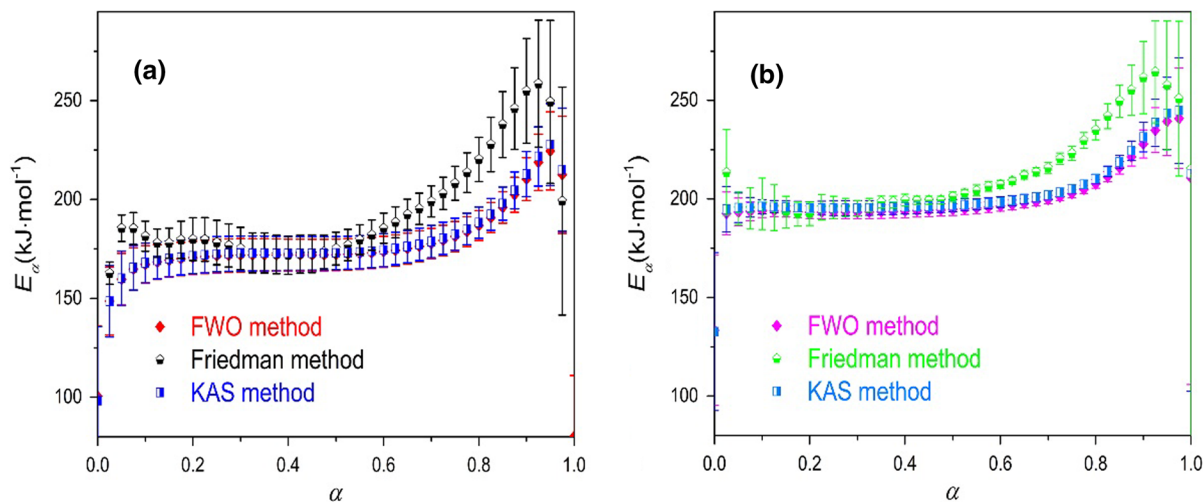 (a)
250
200
150
100
Eα(kJ·mol⁻¹)
FWO method
Friedman method
KAS method
0.0 0.2 0.4 0.6 0.8 1.0
α
(b)
250
200
150
100
Eα(kJ·mol⁻¹)
FWO method
Friedman method
KAS method
0.0 0.2 0.4 0.6 0.8 1.0
α